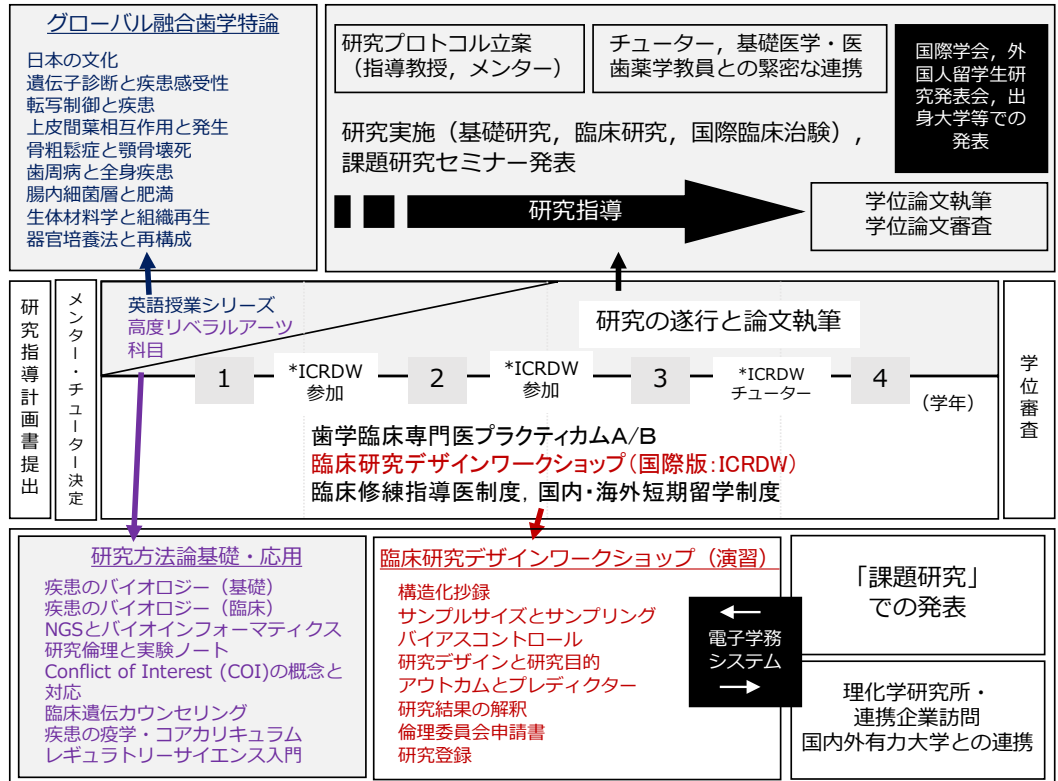 グローバル融合歯学特論
日本の文化
遺伝子診断と疾患感受性
転写制御と疾患
上皮間葉相互作用と発生
骨粗鬆症と顎骨壊死
歯周病と全身疾患
腸内細菌層と肥満
生体材料学と組織再生
器官培養法と再構成
研究プロトコル立案
（指導教授，メンター）
チューター，基礎医学・医
歯薬学教員との緊密な連携
国際学会，外
国人留学生研
究発表会，出
身大学等での
発表
研究実施（基礎研究，臨床研究，国際臨床治験），
課題研究セミナー発表
研究指導
学位論文執筆
学位論文審査
研究指導計画書提出
メンター・チューター決定
英語授業シリーズ
高度リベラルアーツ
科目
研究の遂行と論文執筆
1
*ICRDW
参加
2
*ICRDW
参加
3
*ICRDW
チューター
4
（学年）
学位審査
歯学臨床専門医プラクティカムA/B
臨床研究デザインワークショップ（国際版：ICRDW）
臨床修練指導医制度，国内・海外短期留学制度
研究方法論基礎・応用
疾患のバイオロジー（基礎）
疾患のバイオロジー（臨床）
NGSとバイオインフォーマティクス
研究倫理と実験ノート
Conflict of Interest (COI)の概念と
対応
臨床遺伝カウンセリング
疾患の疫学・コアカリキュラム
レギュラトリーサイエンス入門
臨床研究デザインワークショップ（演習）
構造化抄録
サンプルサイズとサンプリング
バイアスコントロール
研究デザインと研究目的
アウトカムとプレディクター
研究結果の解釈
倫理委員会申請書
研究登録
電子学務
システム
「課題研究」
での発表
理化学研究所・
連携企業訪問
国内外有力大学との連携